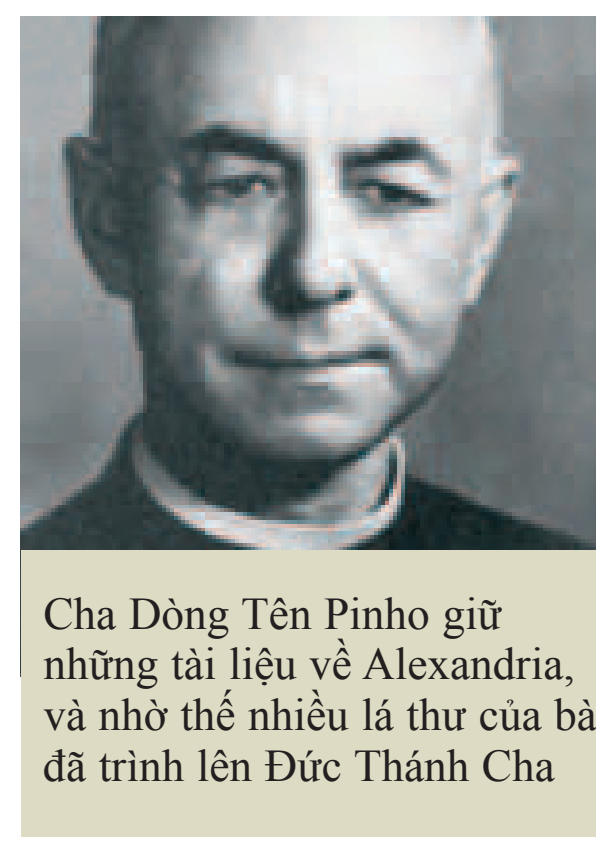 Cha Dòng Tên Pinho giữ
những tài liệu về Alexandria,
và nhờ thế nhiều lá thư của bà
đã trình lên Đức Thánh Cha